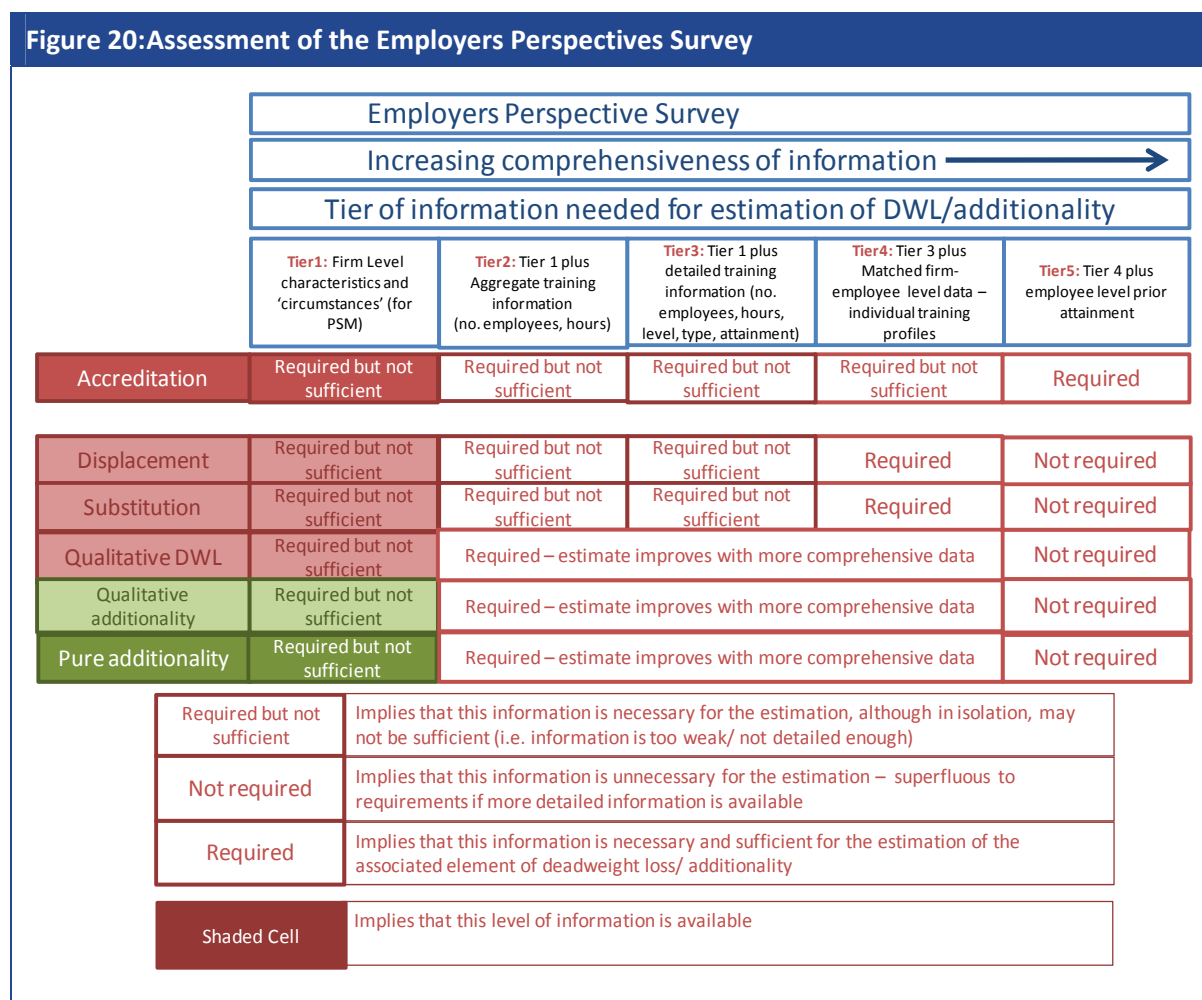 Figure 20:Assessment of the Employers Perspectives Survey
Employers Perspective Survey
Increasing comprehensiveness of information
Tier of information needed for estimation of DWL/additionality
Tier1: Firm Level
characteristics and
‘circumstances’ (for
PSM)
Tier2: Tier 1 plus
Aggregate training
information
(no. employees, hours)
Tier3: Tier 1 plus
detailed training
information (no.
employees, hours,
level, type, attainment)
Tier4: Tier 3 plus
Matched firm-
employee level data –
individual training
profiles
Tier5: Tier 4 plus
employee level prior
attainment
Accreditation
Required but not
sufficient
Required but not
sufficient
Required but not
sufficient
Required but not
sufficient
Required
Displacement
Required but not
sufficient
Required but not
sufficient
Required but not
sufficient
Required
Not required
Substitution
Required but not
sufficient
Required but not
sufficient
Required but not
sufficient
Required
Not required
Qualitative DWL
Required but not
sufficient
Required – estimate improves with more comprehensive data
Not required
Qualitative
additionality
Required but not
sufficient
Required – estimate improves with more comprehensive data
Not required
Pure additionality
Required but not
sufficient
Required – estimate improves with more comprehensive data
Not required
Required but not
sufficient
Implies that this information is necessary for the estimation, although in isolation, may
not be sufficient (i.e. information is too weak/ not detailed enough)
Not required
Implies that this information is unnecessary for the estimation – superfluous to
requirements if more detailed information is available
Required
Implies that this information is necessary and sufficient for the estimation of the
associated element of deadweight loss/ additionality
Shaded Cell
Implies that this level of information is available